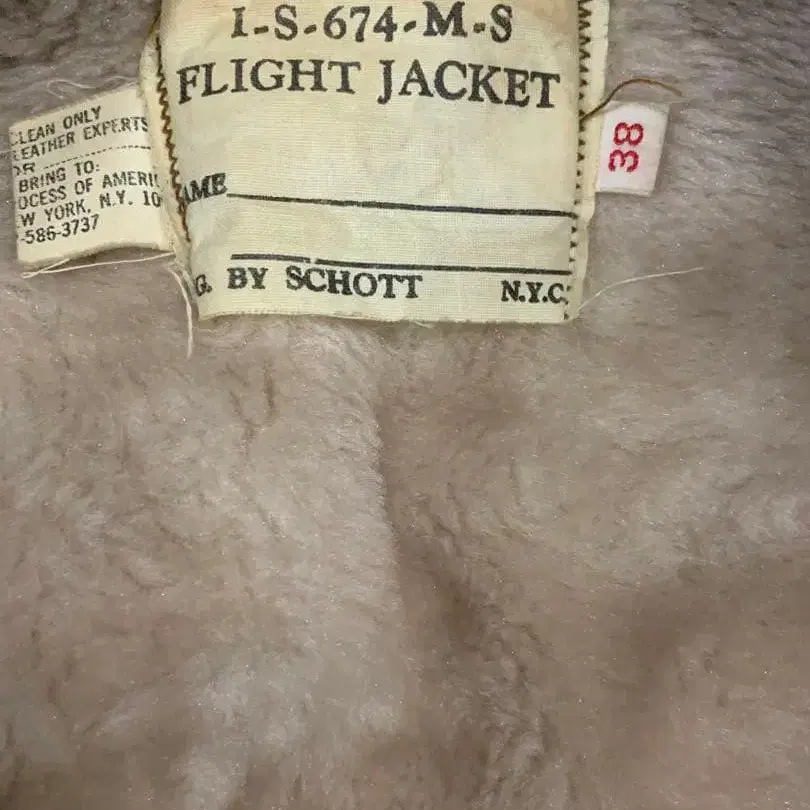 I-S-674-M-S
FLIGHT JACKET
AME
G. BY SCHOTT N.Y.C.
CLEAN ONLY
LEATHER EXPERTS
OR
BRING TO:
OCESS OF AMERI
W YORK, N.Y. 10
-586-3737
38